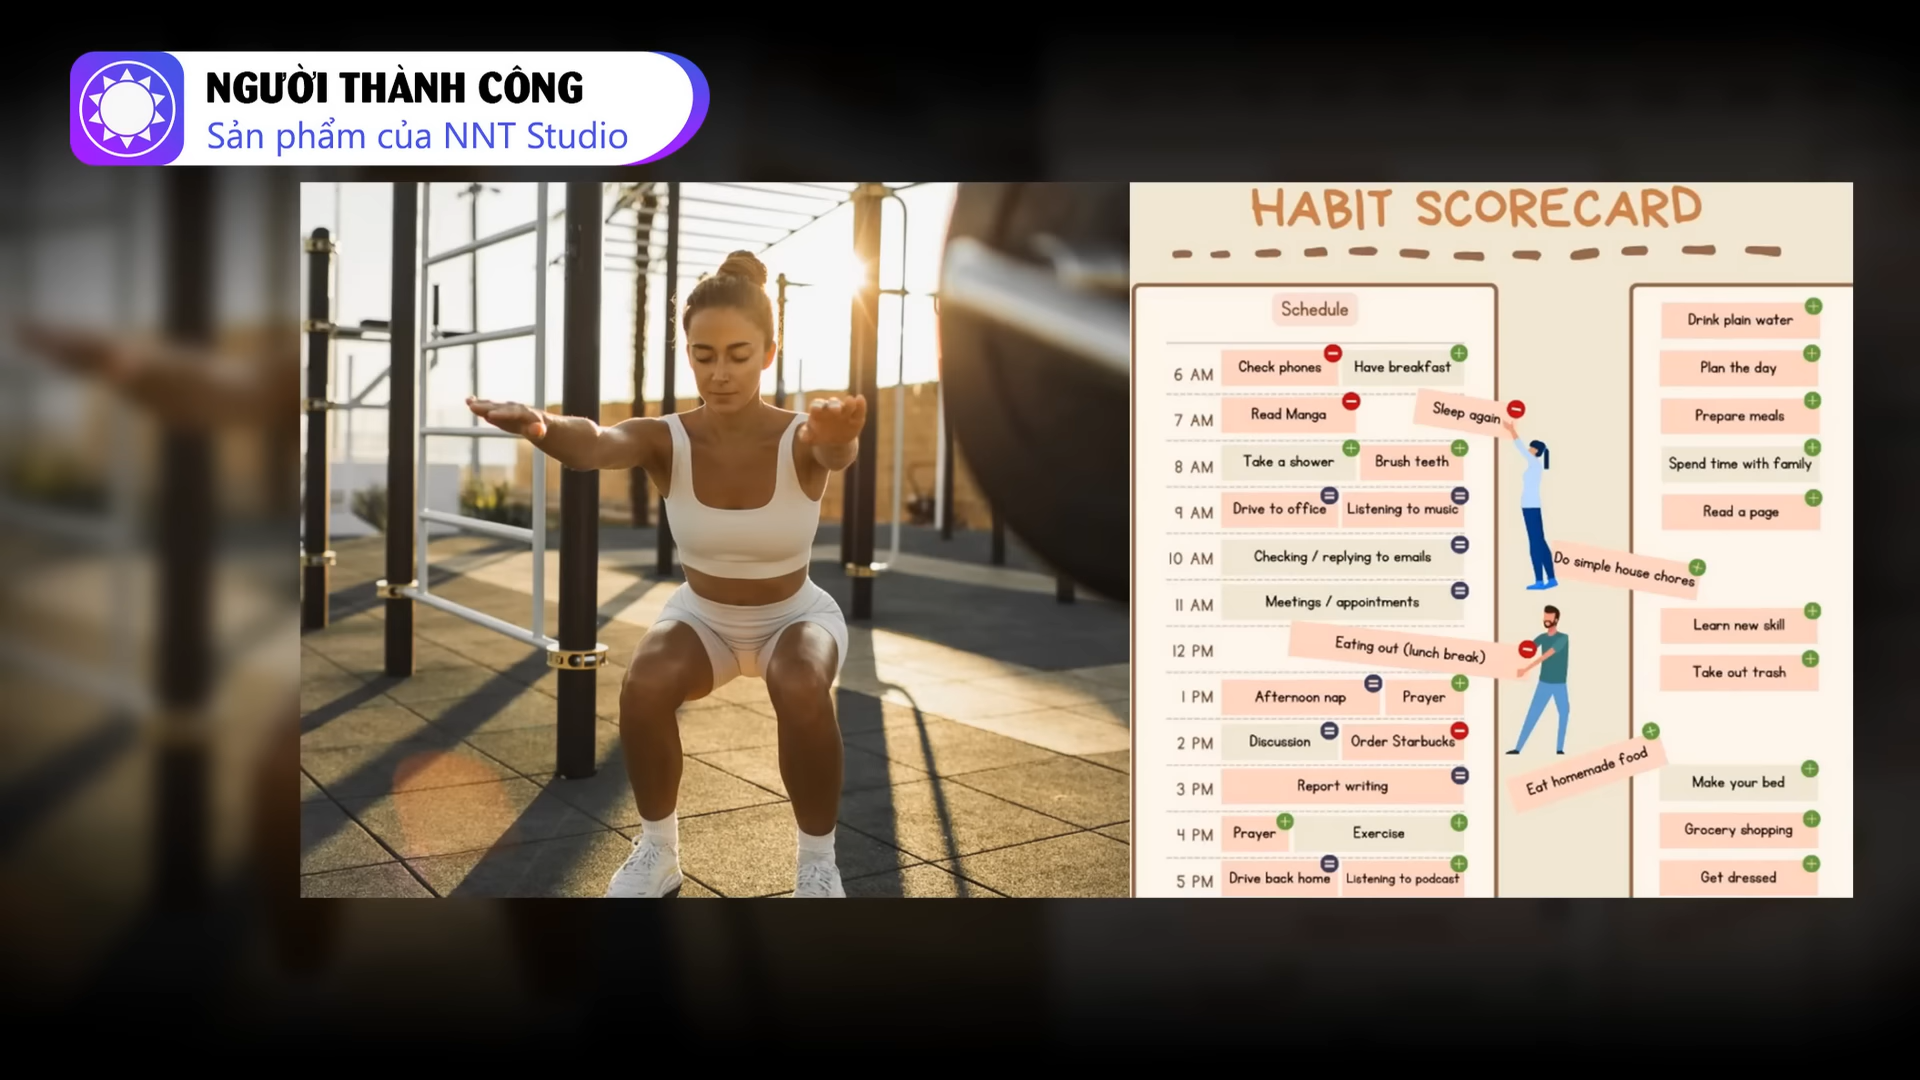 NGƯỜI THÀNH CÔNG
Sản phẩm của NNT Studio
HABIT SCORECARD
Schedule
6 AM Check phones Have breakfast
7 AM Read Manga Sleep again
8 AM Take a shower Brush teeth
9 AM Drive to office Listening to music
10 AM Checking / replying to emails
11 AM Meetings / appointments
12 PM Eating out (lunch break)
1 PM Afternoon nap Prayer
2 PM Discussion Order Starbucks
3 PM Report writing
4 PM Prayer Exercise
5 PM Drive back home Listening to podcast
Drink plain water
Plan the day
Prepare meals
Spend time with family
Read a page
Do simple house chores
Learn new skill
Take out trash
Eat homemade food
Make your bed
Grocery shopping
Get dressed